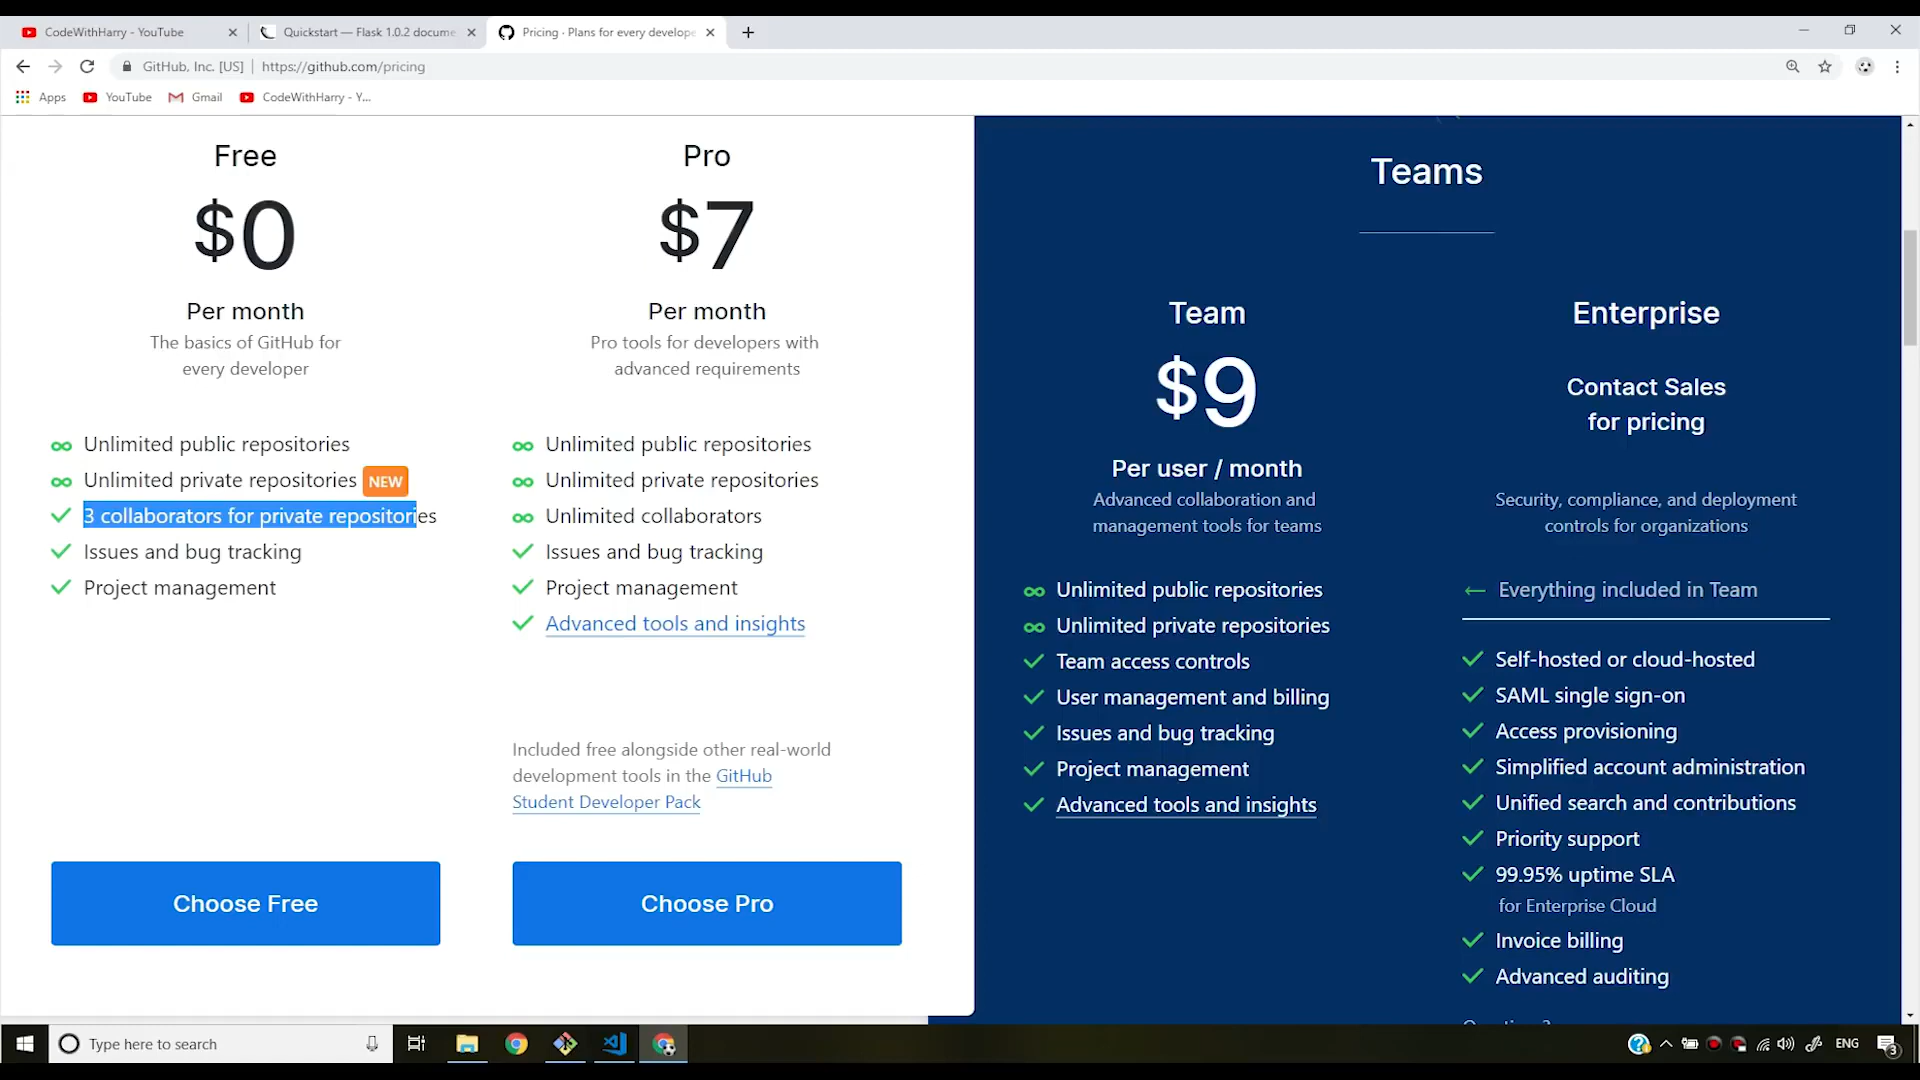 CodeWithHarry - YouTube
Quickstart — Flask 1.0.2 docume
Pricing · Plans for every develope
GitHub, Inc. [US]
https://github.com/pricing
Apps
YouTube
Gmail
CodeWithHarry - Y...
Free
$0
Per month
The basics of GitHub for
every developer
Unlimited public repositories
Unlimited private repositories NEW
3 collaborators for private repositories
Issues and bug tracking
Project management
Choose Free
Pro
$7
Per month
Pro tools for developers with
advanced requirements
Unlimited public repositories
Unlimited private repositories
Unlimited collaborators
Issues and bug tracking
Project management
Advanced tools and insights
Included free alongside other real-world
development tools in the GitHub
Student Developer Pack
Choose Pro
Teams
Team
$9
Per user / month
Advanced collaboration and
management tools for teams
Unlimited public repositories
Unlimited private repositories
Team access controls
User management and billing
Issues and bug tracking
Project management
Advanced tools and insights
Enterprise
Contact Sales
for pricing
Security, compliance, and deployment
controls for organizations
Everything included in Team
Self-hosted or cloud-hosted
SAML single sign-on
Access provisioning
Simplified account administration
Unified search and contributions
Priority support
99.95% uptime SLA
for Enterprise Cloud
Invoice billing
Advanced auditing
Type here to search
ENG
3